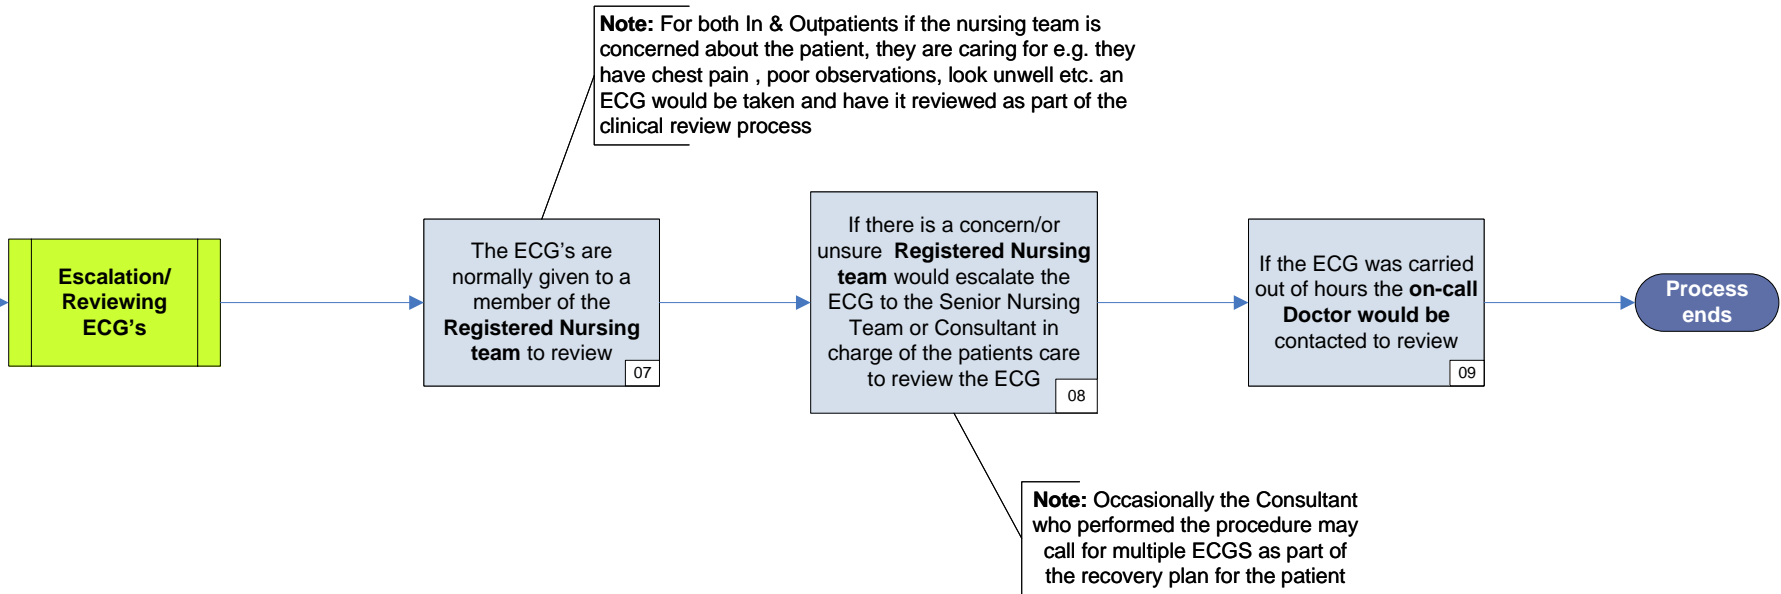 Note: For both In & Outpatients if the nursing team is
concerned about the patient, they are caring for e.g. they
have chest pain , poor observations, look unwell etc. an
ECG would be taken and have it reviewed as part of the
clinical review process
Escalation/
Reviewing
ECG’s
The ECG’s are
normally given to a
member of the
Registered Nursing
team to review
07
If there is a concern/or
unsure Registered Nursing
team would escalate the
ECG to the Senior Nursing
Team or Consultant in
charge of the patients care
to review the ECG
08
If the ECG was carried
out of hours the on-call
Doctor would be
contacted to review
09
Process
ends
Note: Occasionally the Consultant
who performed the procedure may
call for multiple ECGS as part of
the recovery plan for the patient